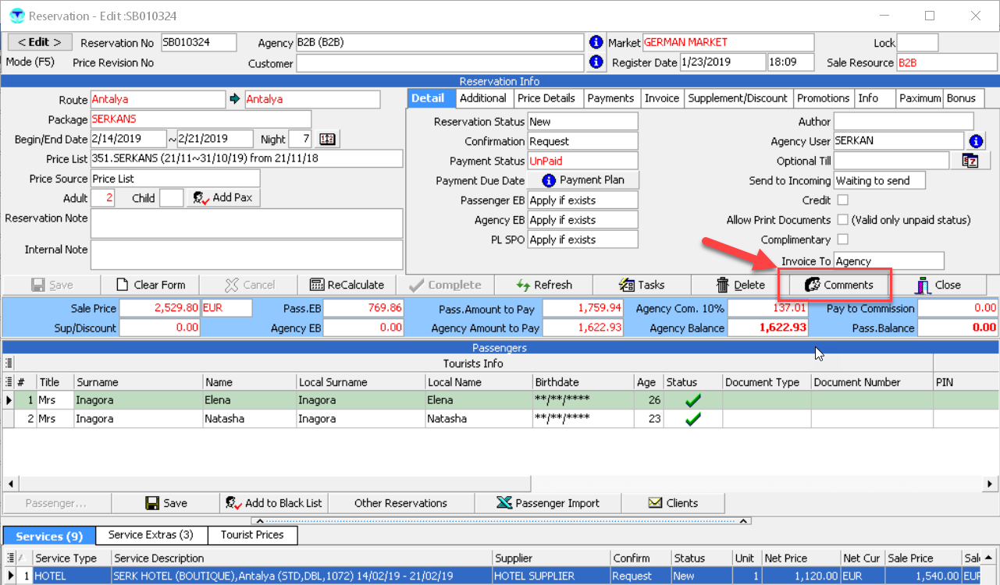 Reservation - Edit :SB010324
< Edit > Reservation No SB010324 Agency B2B (B2B) Market GERMAN MARKET Lock
Mode (F5) Price Revision No Customer Register Date 1/23/2019 18:09 Sale Resource B2B
Reservation Info
Route Antalya Antalya
Package SERKANS
Begin/End Date 2/14/2019 ~ 2/21/2019 Night 7
Price List 351.SERKANS (21/11~31/10/19) from 21/11/18
Price Source Price List
Adult 2 Child Add Pax
Reservation Note
Internal Note
Detail Additional Price Details Payments Invoice Supplement/Discount Promotions Info Paximum Bonus
Reservation Status New Author
Confirmation Request Agency User SERKAN
Payment Status UnPaid Optional Till
Payment Due Date Payment Plan Send to Incoming Waiting to send
Passenger EB Apply if exists Credit
Agency EB Apply if exists Allow Print Documents (Valid only unpaid status)
PL SPO Apply if exists Complimentary
Invoice To Agency
Save Clear Form Cancel ReCalculate Complete Refresh Tasks Delete Comments Close
Sale Price 2,529.80 EUR Pass.EB 769.86 Pass.Amount to Pay 1,759.94 Agency Com. 10% 137.01 Pay to Commission 0.00
Sup/Discount 0.00 Agency EB 0.00 Agency Amount to Pay 1,622.93 Agency Balance 1,622.93 Pass.Balance 0.00
Passengers
Tourists Info
# Title Surname Name Local Surname Local Name Birthdate Age Status Document Type Document Number PIN
1 Mrs Inagora Elena Inagora Elena **/**/**** 26
2 Mrs Inagora Natasha Inagora Natasha **/**/**** 23
Passenger... Save Add to Black List Other Reservations Passenger Import Clients
Services (9) Service Extras (3) Tourist Prices
Service Type Service Description Supplier Confirm Status Unit Net Price Net Cur Sale Price Sal
1 HOTEL SERK HOTEL (BOUTIQUE),Antalya (STD,DBL,1072) 14/02/19 - 21/02/19 HOTEL SUPPLIER Request New 1 1,120.00 EUR 1,540.00 EUR